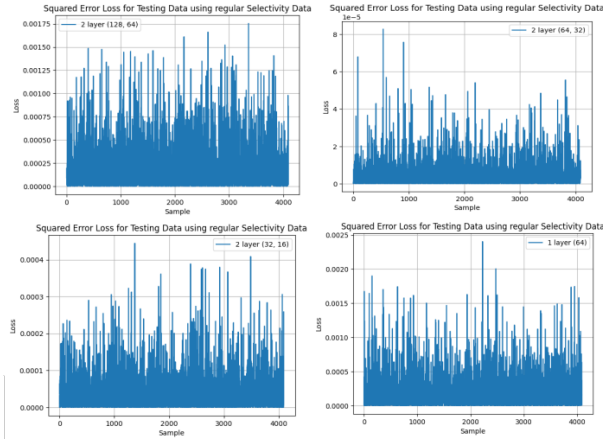 Squared Error Loss for Testing Data using regular Selectivity Data
2 layer (128, 64)
0.00175
0.00150
0.00125
0.00100
0.00075
0.00050
0.00025
0.00000
Loss
0 1000 2000 3000 4000
Sample
Squared Error Loss for Testing Data using regular Selectivity Data
1e-5
2 layer (64, 32)
8
6
4
2
0
Loss
0 1000 2000 3000 4000
Sample
Squared Error Loss for Testing Data using regular Selectivity Data
2 layer (32, 16)
0.0004
0.0003
0.0002
0.0001
0.0000
Loss
0 1000 2000 3000 4000
Sample
Squared Error Loss for Testing Data using regular Selectivity Data
1 layer (64)
0.0025
0.0020
0.0015
0.0010
0.0005
0.0000
Loss
0 1000 2000 3000 4000
Sample